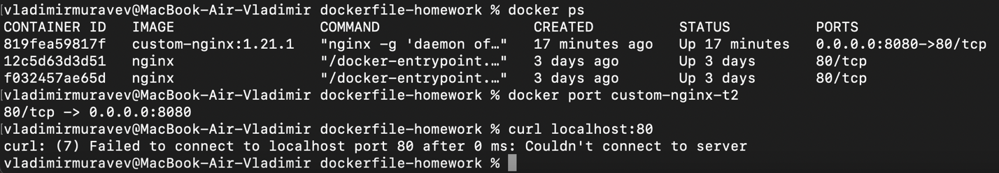 [vladimirmuravev@MacBook-Air-Vladimir dockerfile-homework % docker ps
CONTAINER ID   IMAGE                 COMMAND                  CREATED          STATUS          PORTS
819fea59817f   custom-nginx:1.21.1   "nginx -g 'daemon of…"   17 minutes ago   Up 17 minutes   0.0.0.0:8080->80/tcp
12c5d63d3d51   nginx                 "/docker-entrypoint.…"   3 days ago       Up 3 days       80/tcp
f032457ae65d   nginx                 "/docker-entrypoint.…"   3 days ago       Up 3 days       80/tcp
[vladimirmuravev@MacBook-Air-Vladimir dockerfile-homework % docker port custom-nginx-t2
80/tcp -> 0.0.0.0:8080
[vladimirmuravev@MacBook-Air-Vladimir dockerfile-homework % curl localhost:80
curl: (7) Failed to connect to localhost port 80 after 0 ms: Couldn't connect to server
vladimirmuravev@MacBook-Air-Vladimir dockerfile-homework %